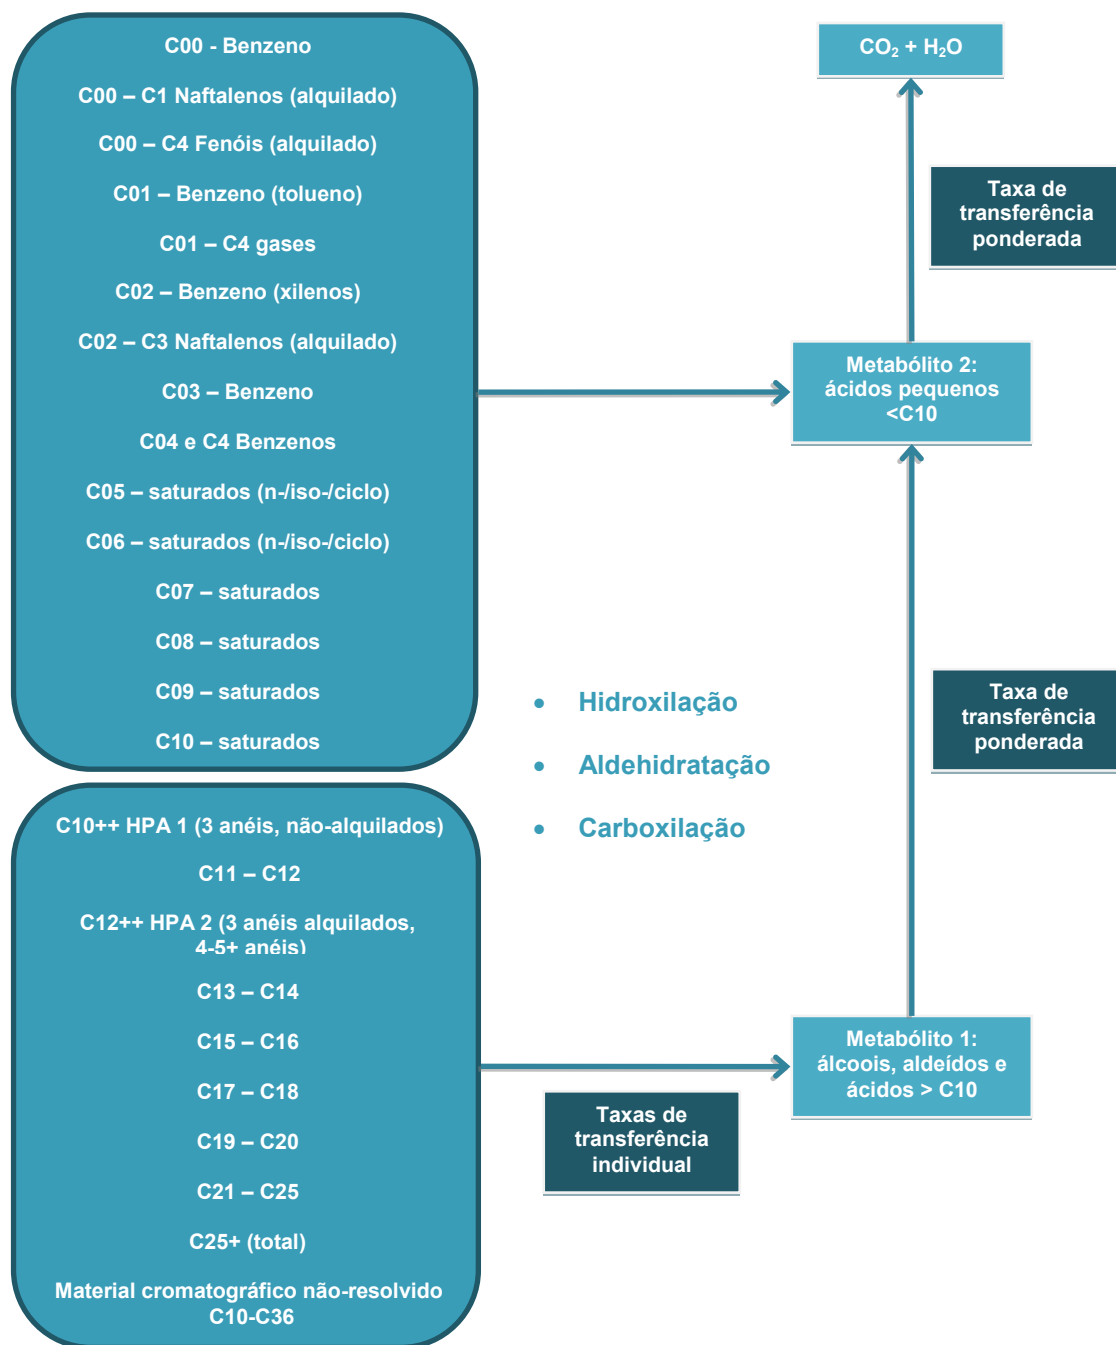 C00 - Benzeno
C00 – C1 Naftalenos (alquilado)
C00 – C4 Fenóis (alquilado)
C01 – Benzeno (tolueno)
C01 – C4 gases
C02 – Benzeno (xilenos)
C02 – C3 Naftalenos (alquilado)
C03 – Benzeno
C04 e C4 Benzenos
C05 – saturados (n-/iso-/ciclo)
C06 – saturados (n-/iso-/ciclo)
C07 – saturados
C08 – saturados
C09 – saturados
C10 – saturados
CO₂ + H₂O
Taxa de
transferência
ponderada
Metabólito 2:
ácidos pequenos
<C10
• Hidroxilação
• Aldehidratação
• Carboxilação
Taxa de
transferência
ponderada
C10++ HPA 1 (3 anéis, não-alquilados)
C11 – C12
C12++ HPA 2 (3 anéis alquilados,
4-5+ anéis)
C13 – C14
C15 – C16
C17 – C18
C19 – C20
C21 – C25
C25+ (total)
Material cromatográfico não-resolvido
C10-C36
Metabólito 1:
álcoois, aldeídos e
ácidos > C10
Taxas de
transferência
individual